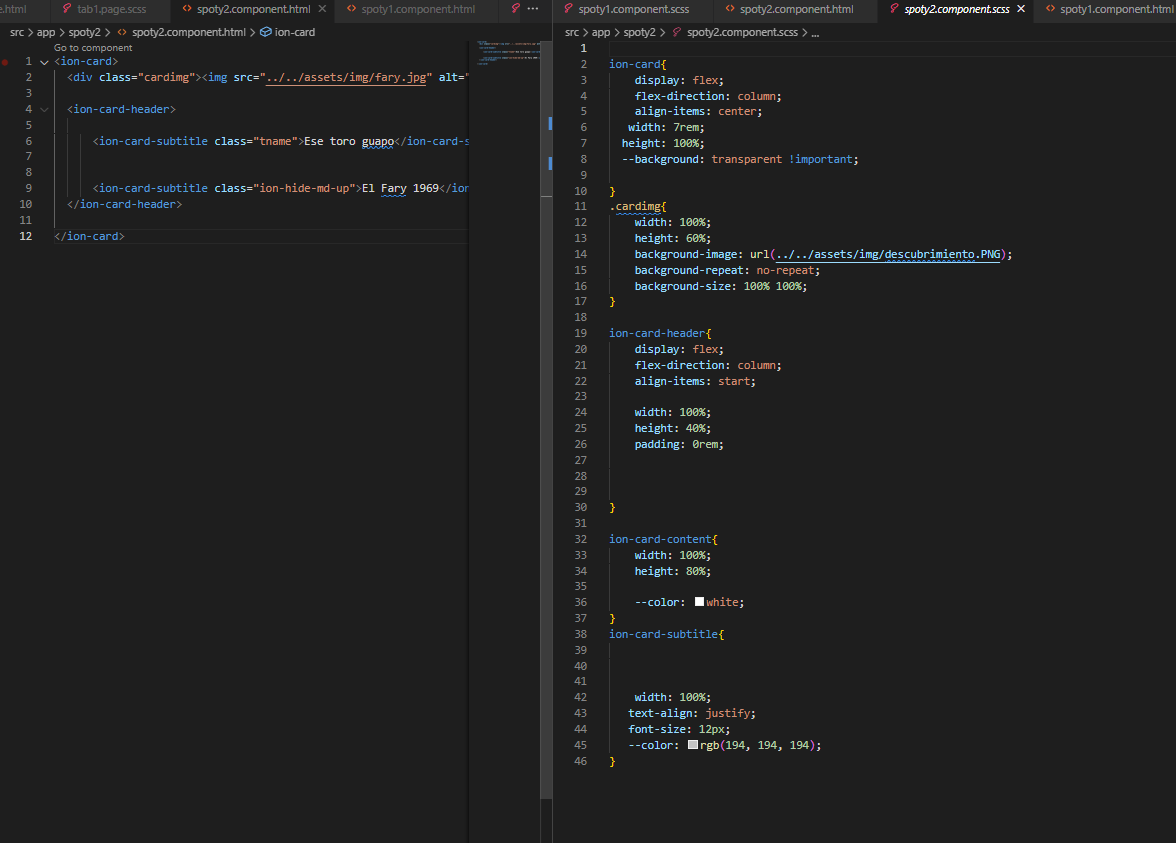 e.html tab1.page.scss spoty2.component.html spoty1.component.html ...
src > app > spoty2 > spoty2.component.html > ion-card
Go to component
1 <ion-card>
2 <div class="cardimg"><img src="../../assets/img/fary.jpg" alt="
3
4 <ion-card-header>
5
6 <ion-card-subtitle class="tname">Ese toro guapo</ion-card-s
7
8
9 <ion-card-subtitle class="ion-hide-md-up">El Fary 1969</ion
10 </ion-card-header>
11
12 </ion-card>
spoty1.component.scss spoty2.component.html spoty2.component.scss spoty1.component.html
src > app > spoty2 > spoty2.component.scss > ...
1
2 ion-card{
3 display: flex;
4 flex-direction: column;
5 align-items: center;
6 width: 7rem;
7 height: 100%;
8 --background: transparent !important;
9
10 }
11 .cardimg{
12 width: 100%;
13 height: 60%;
14 background-image: url(../../assets/img/descubrimiento.PNG);
15 background-repeat: no-repeat;
16 background-size: 100% 100%;
17 }
18
19 ion-card-header{
20 display: flex;
21 flex-direction: column;
22 align-items: start;
23
24 width: 100%;
25 height: 40%;
26 padding: 0rem;
27
28
29
30 }
31
32 ion-card-content{
33 width: 100%;
34 height: 80%;
35
36 --color: white;
37 }
38 ion-card-subtitle{
39
40
41
42 width: 100%;
43 text-align: justify;
44 font-size: 12px;
45 --color: rgb(194, 194, 194);
46 }